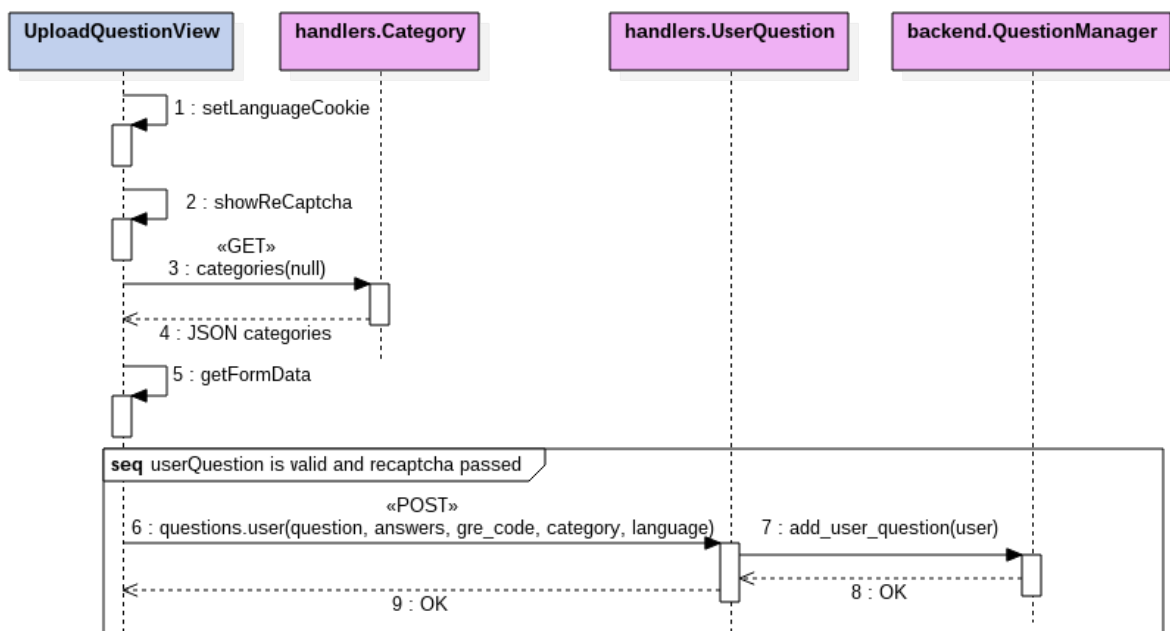 UploadQuestionView
handlers.Category
handlers.UserQuestion
backend.QuestionManager
1 : setLanguageCookie
2 : showReCaptcha
«GET»
3 : categories(null)
4 : JSON categories
5 : getFormData
seq userQuestion is valid and recaptcha passed
«POST»
6 : questions.user(question, answers, gre_code, category, language)
7 : add_user_question(user)
8 : OK
9 : OK